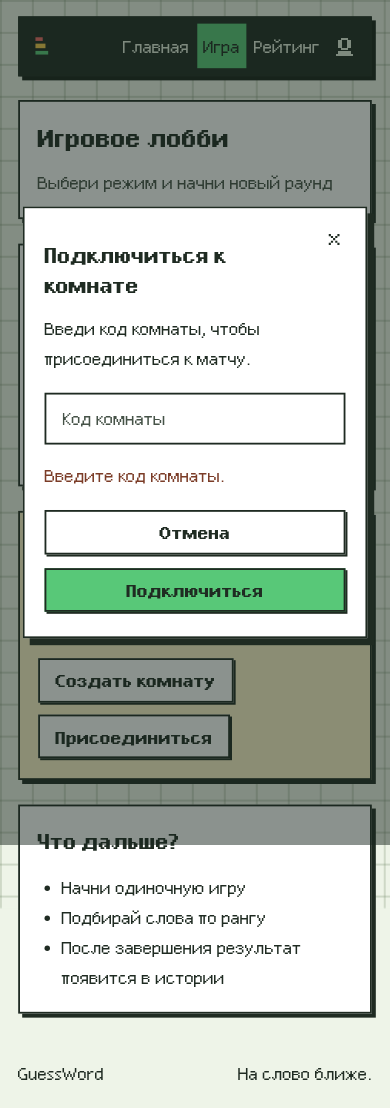 Главная Игра Рейтинг
Игровое лобби
Выбери режим и начни новый раунд
Подключиться к
комнате
Введи код комнаты, чтобы
присоединиться к матчу.
Код комнаты
Введите код комнаты.
Отмена
Подключиться
Создать комнату
Присоединиться
Что дальше?
• Начни одиночную игру
• Подбирай слова по рангу
• После завершения результат
появится в истории
GuessWord На слово ближе.